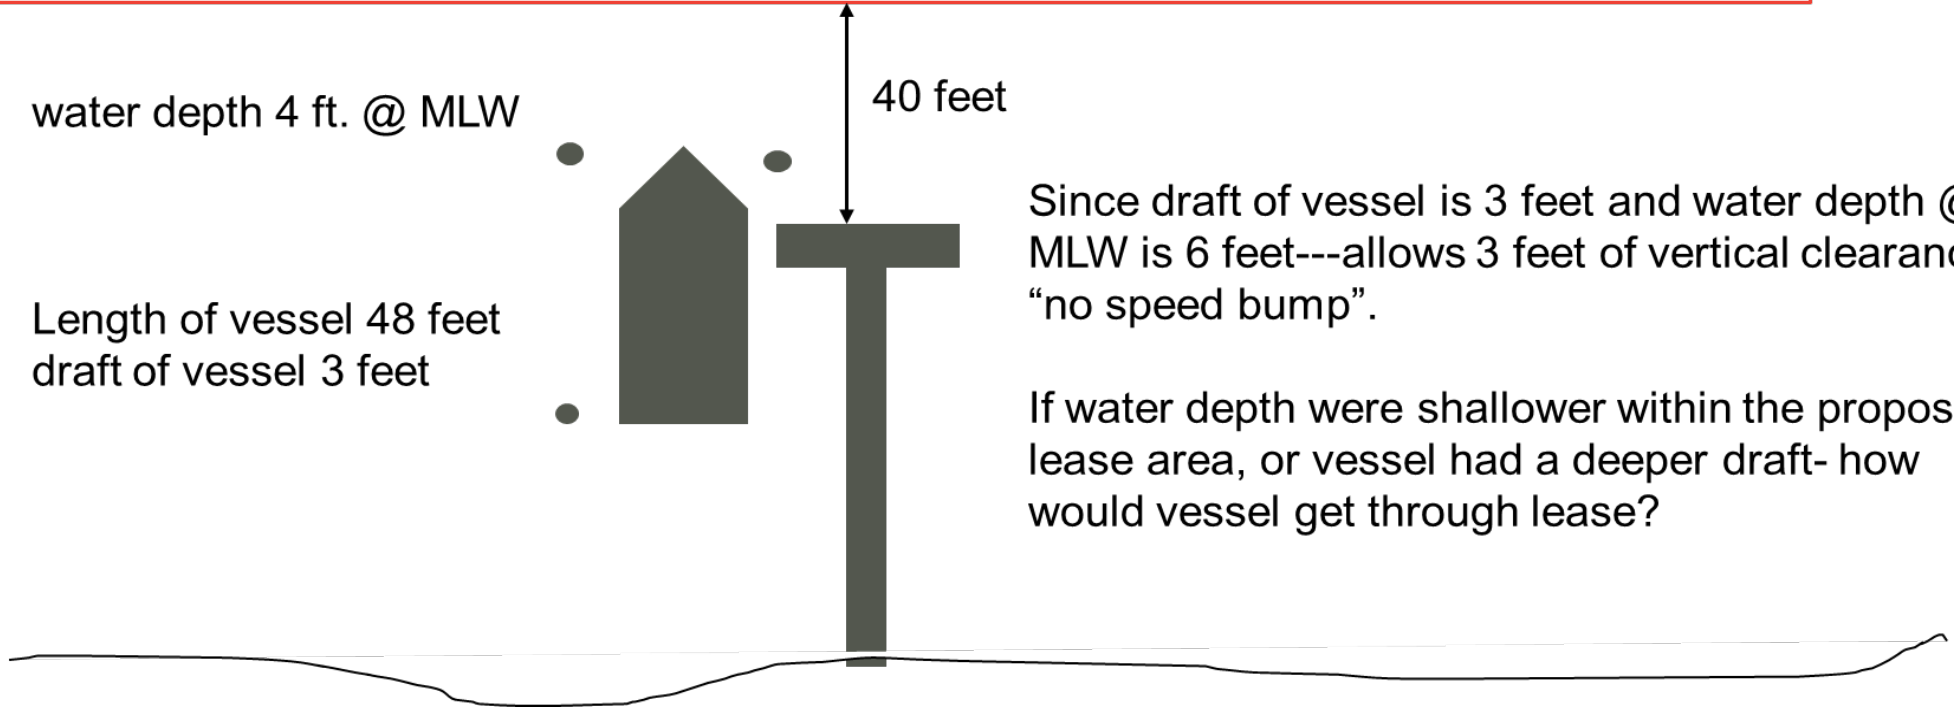 water depth 4 ft. @ MLW
40 feet
Since draft of vessel is 3 feet and water depth @
MLW is 6 feet---allows 3 feet of vertical clearanc
“no speed bump”.
Length of vessel 48 feet
draft of vessel 3 feet
If water depth were shallower within the propos
lease area, or vessel had a deeper draft- how
would vessel get through lease?